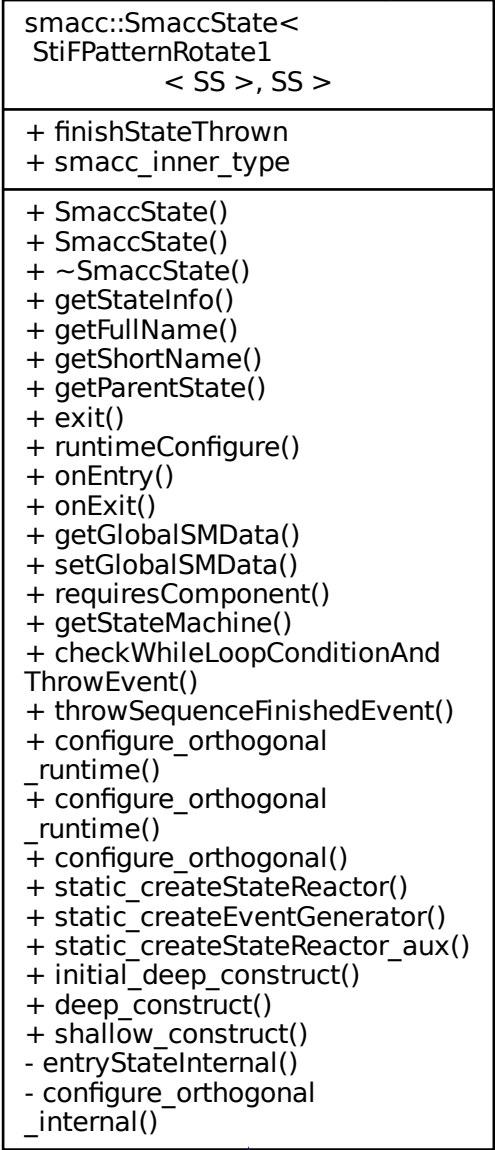 smacc::SmaccState<
StiFPatternRotate1
< SS >, SS >
+ finishStateThrown
+ smacc_inner_type
+ SmaccState()
+ SmaccState()
+ ~SmaccState()
+ getStateInfo()
+ getFullName()
+ getShortName()
+ getParentState()
+ exit()
+ runtimeConfigure()
+ onEntry()
+ onExit()
+ getGlobalSMData()
+ setGlobalSMData()
+ requiresComponent()
+ getStateMachine()
+ checkWhileLoopConditionAnd
ThrowEvent()
+ throwSequenceFinishedEvent()
+ configure_orthogonal
_runtime()
+ configure_orthogonal
_runtime()
+ configure_orthogonal()
+ static_createStateReactor()
+ static_createEventGenerator()
+ static_createStateReactor_aux()
+ initial_deep_construct()
+ deep_construct()
+ shallow_construct()
- entryStateInternal()
- configure_orthogonal
_internal()